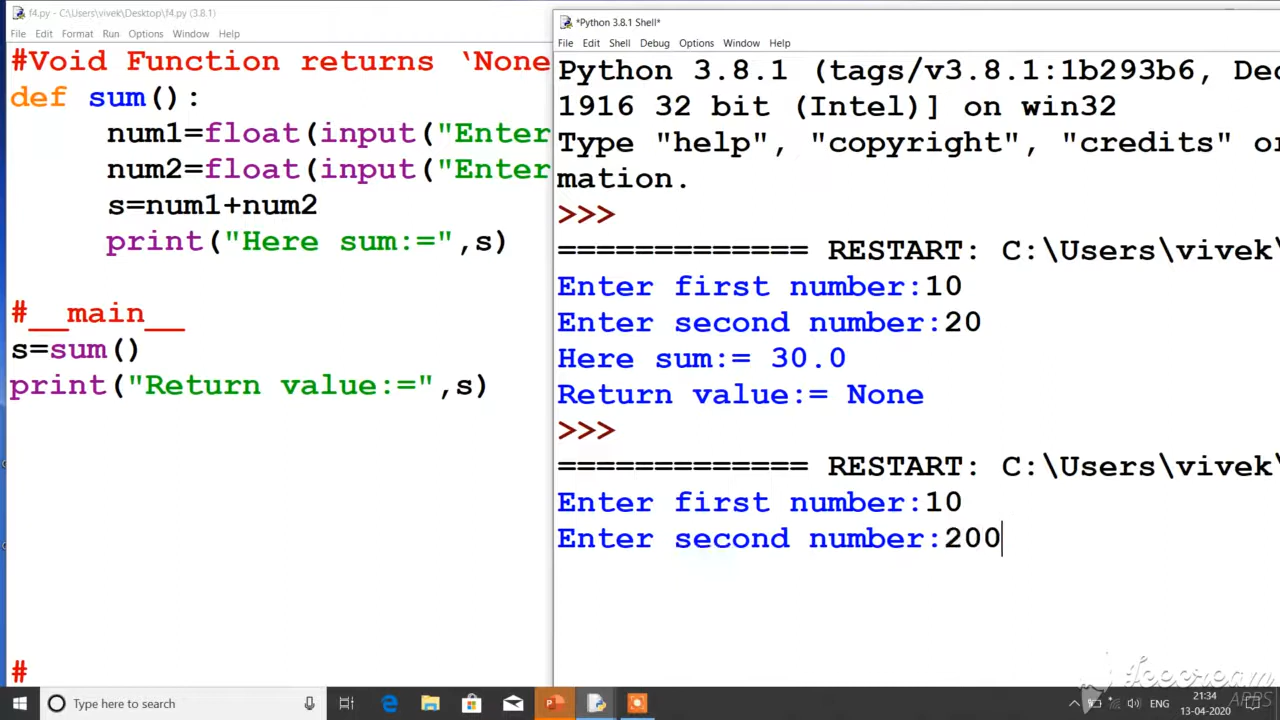 f4.py - C:\Users\vivek\Desktop\f4.py (3.8.1)
File Edit Format Run Options Window Help
#Void Function returns ‘None
def sum():
num1=float(input("Enter
num2=float(input("Enter
s=num1+num2
print("Here sum:=",s)
#__main__
s=sum()
print("Return value:=",s)
#
*Python 3.8.1 Shell*
File Edit Shell Debug Options Window Help
Python 3.8.1 (tags/v3.8.1:1b293b6, Dec
1916 32 bit (Intel)] on win32
Type "help", "copyright", "credits" or
mation.
>>>
============= RESTART: C:\Users\vivek\
Enter first number:10
Enter second number:20
Here sum:= 30.0
Return value:= None
>>>
============= RESTART: C:\Users\vivek\
Enter first number:10
Enter second number:200
Icecream
APPS
Type here to search
ENG
21:34
13-04-2020